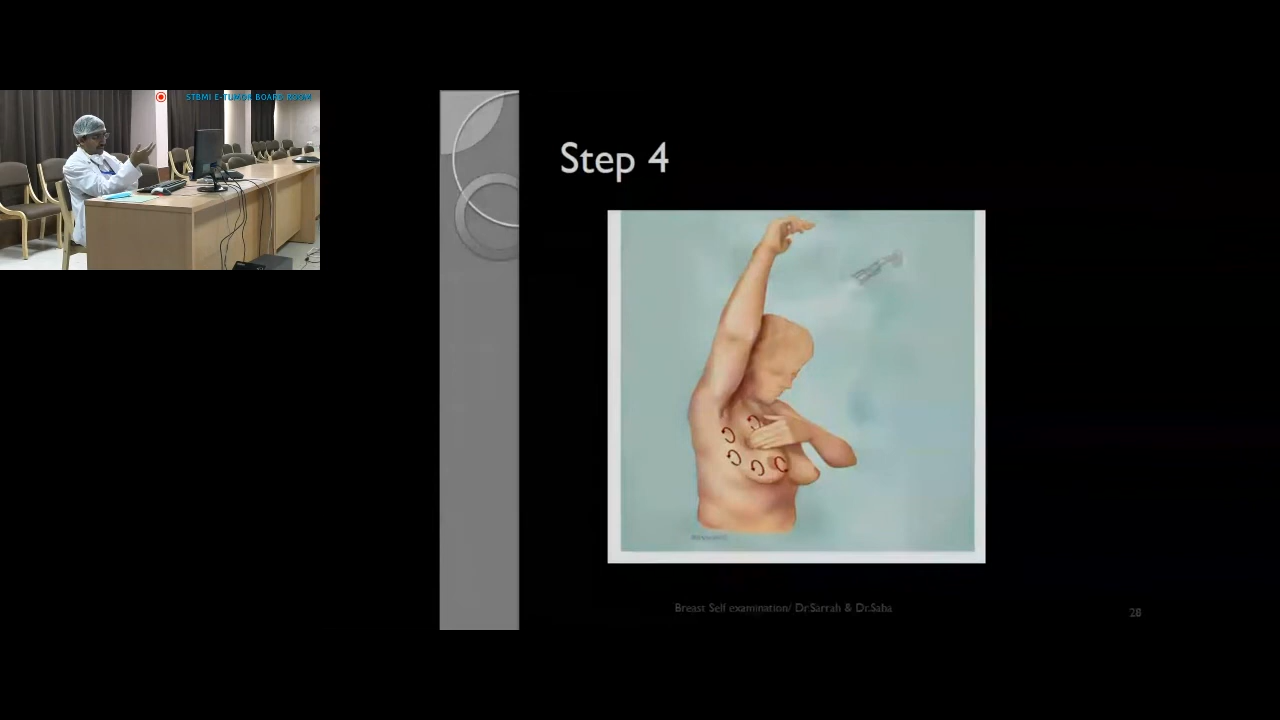 STBMI E-TUMOR BOARD ROOM
Step 4
Breast Self examination/ Dr.Sarrah & Dr.Saba
28